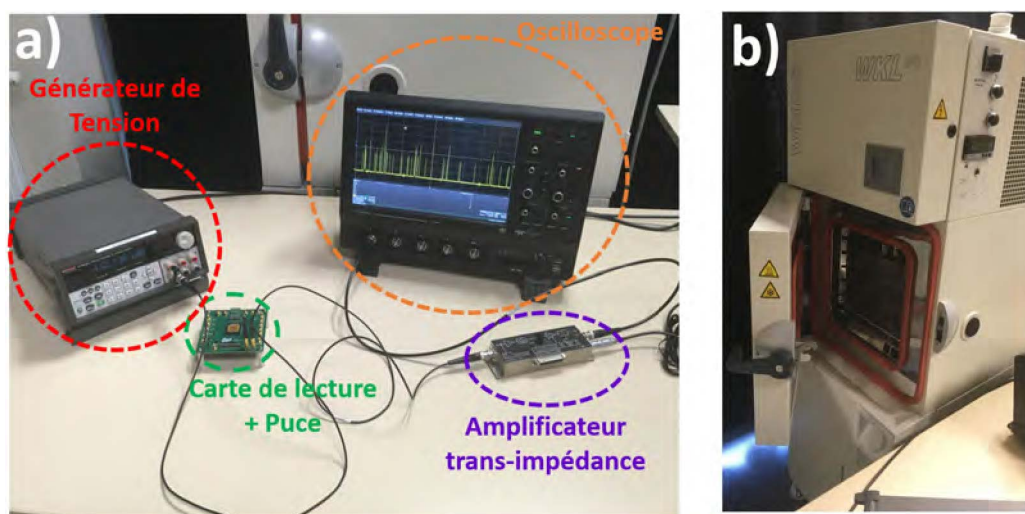 a)
Oscilloscope
Générateur de
Tension
Carte de lecture
+ Puce
Amplificateur
trans-impédance
b)
WKL